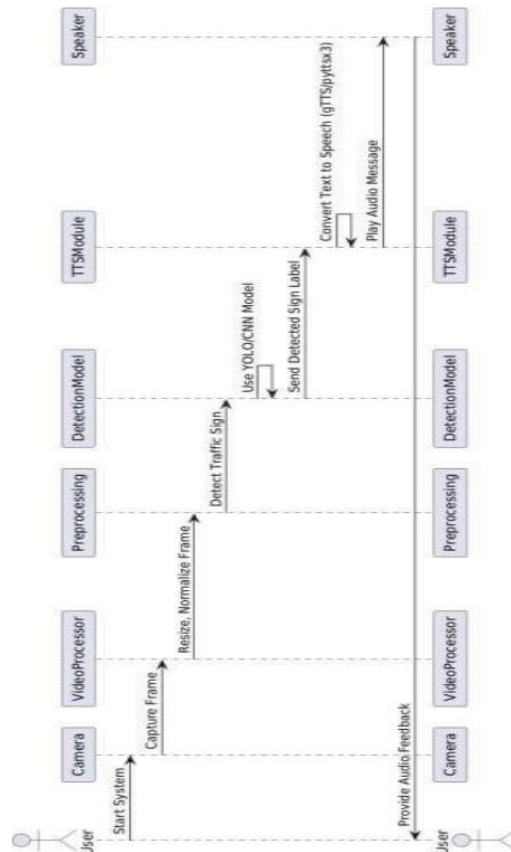 User
Camera
VideoProcessor
Preprocessing
DetectionModel
TTSModule
Speaker
Start System
Capture Frame
Resize, Normalize Frame
Detect Traffic Sign
Use YOLO/CNN Model
Send Detected Sign Label
Convert Text to Speech (gTTS/pyttsx3)
Play Audio Message
Provide Audio Feedback
User
Camera
VideoProcessor
Preprocessing
DetectionModel
TTSModule
Speaker